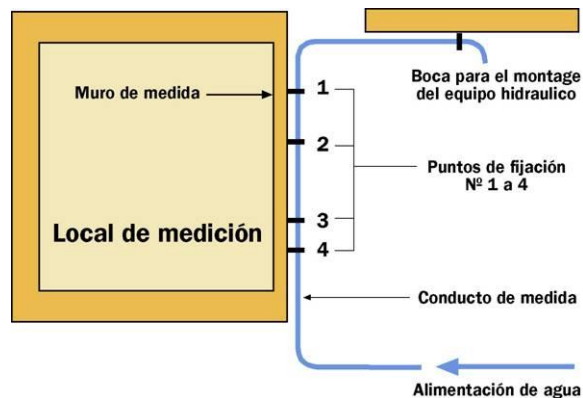 Muro de medida
1
2
3
4
Local de medición
Boca para el montage
del equipo hidraulico
Puntos de fijación
Nº 1 a 4
Conducto de medida
Alimentación de agua